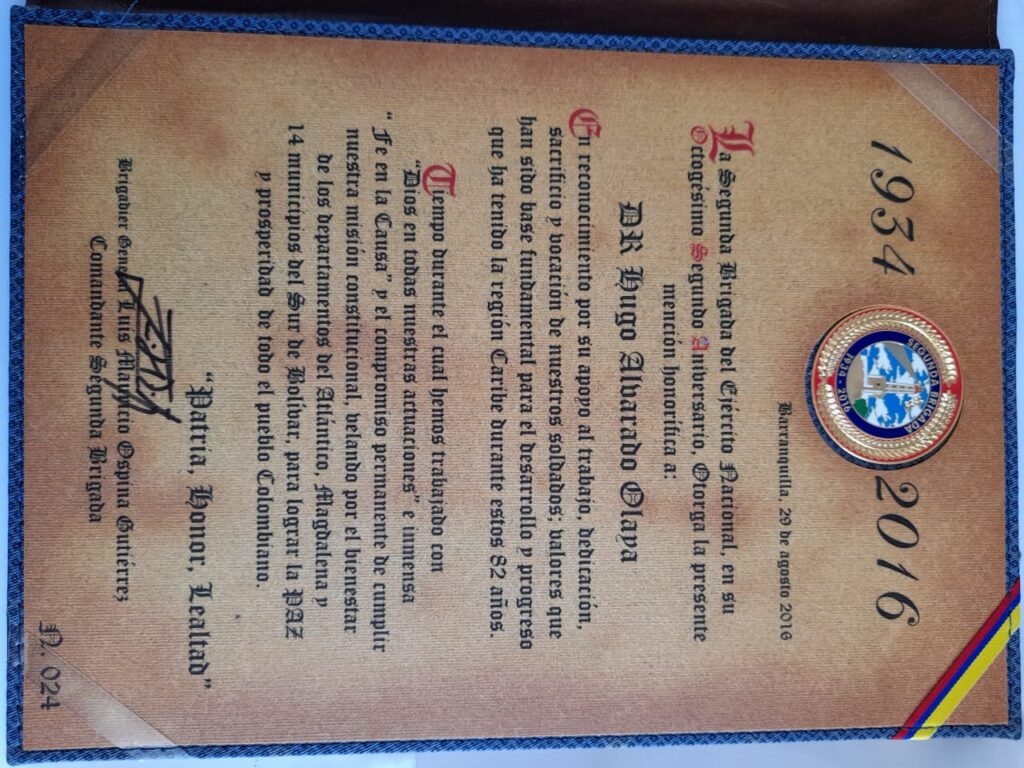 1934 2016
SEGUNDA BRIGADA
1934 - 2016
Barranquilla, 29 de agosto 2016
La Segunda Brigada del Ejército Nacional, en su
Octogésimo Segundo Aniversario, Otorga la presente
mención honorífica a:
DR Hugo Alvarado Olaya
En reconocimiento por su apoyo al trabajo, dedicación,
sacrificio y vocación de nuestros soldados; valores que
han sido base fundamental para el desarrollo y progreso
que ha tenido la región Caribe durante estos 82 años.
Tiempo durante el cual hemos trabajado con
"Dios en todas nuestras actuaciones" e inmensa
"Fe en la Causa" y el compromiso permanente de cumplir
nuestra misión constitucional, velando por el bienestar
de los departamentos del Atlántico, Magdalena y
14 municipios del Sur de Bolívar, para lograr la PAZ
y prosperidad de todo el pueblo Colombiano.
"Patria, Honor, Lealtad"
Brigadier General Luis Mauricio Ospina Gutiérrez
Comandante Segunda Brigada
N. 024